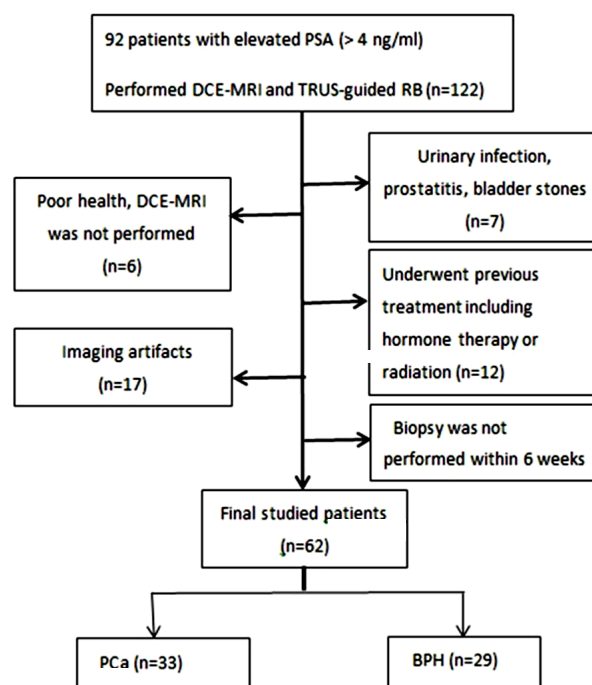 92 patients with elevated PSA (> 4 ng/ml)
Performed DCE-MRI and TRUS-guided RB (n=122)
Urinary infection,
prostatitis, bladder stones
(n=7)
Poor health, DCE-MRI
was not performed
(n=6)
Underwent previous
treatment including
hormone therapy or
radiation (n=12)
Imaging artifacts
(n=17)
Biopsy was not
performed within 6 weeks
Final studied patients
(n=62)
PCa (n=33)
BPH (n=29)